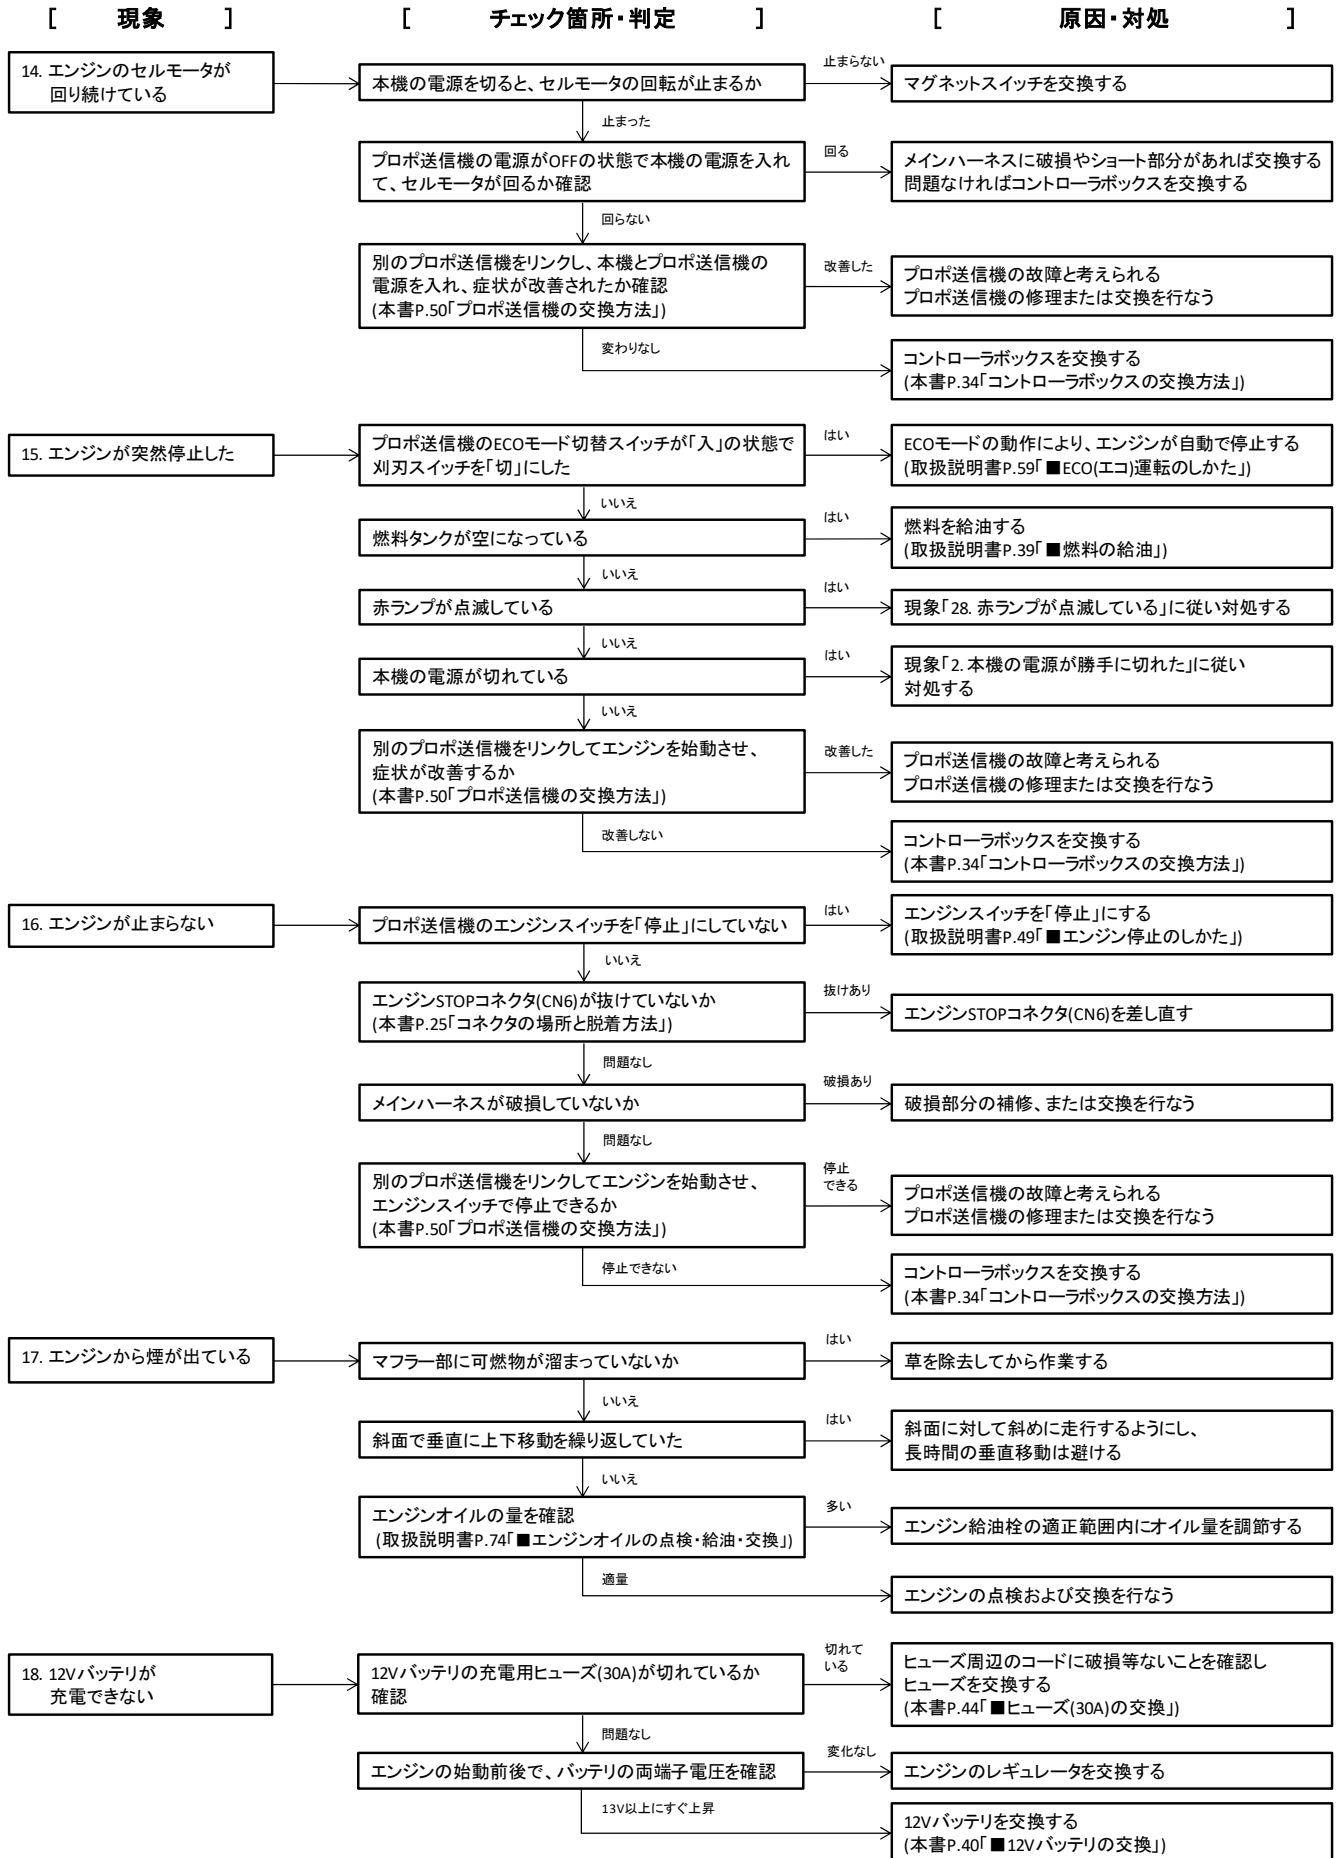 [ 現象 ]
[ チェック箇所・判定 ]
[ 原因・対処 ]
14. エンジンのセルモータが
回り続けている
本機の電源を切ると、セルモータの回転が止まるか
止まらない
マグネットスイッチを交換する
止まった
プロポ送信機の電源がOFFの状態で本機の電源を入れ
て、セルモータが回るか確認
回る
メインハーネスに破損やショート部分があれば交換する
問題なければコントローラボックスを交換する
回らない
別のプロポ送信機をリンクし、本機とプロポ送信機の
電源を入れ、症状が改善されたか確認
(本書P.50「プロポ送信機の交換方法」)
改善した
プロポ送信機の故障と考えられる
プロポ送信機の修理または交換を行なう
変わりなし
コントローラボックスを交換する
(本書P.34「コントローラボックスの交換方法」)
15. エンジンが突然停止した
プロポ送信機のECOモード切替スイッチが「入」の状態で
刈刃スイッチを「切」にした
はい
ECOモードの動作により、エンジンが自動で停止する
(取扱説明書P.59「■ECO(エコ)運転のしかた」)
いいえ
燃料タンクが空になっている
はい
燃料を給油する
(取扱説明書P.39「■燃料の給油」)
いいえ
赤ランプが点滅している
はい
現象「28. 赤ランプが点滅している」に従い対処する
いいえ
本機の電源が切れている
はい
現象「2. 本機の電源が勝手に切れた」に従い
対処する
いいえ
別のプロポ送信機をリンクしてエンジンを始動させ、
症状が改善するか
(本書P.50「プロポ送信機の交換方法」)
改善した
プロポ送信機の故障と考えられる
プロポ送信機の修理または交換を行なう
改善しない
コントローラボックスを交換する
(本書P.34「コントローラボックスの交換方法」)
16. エンジンが止まらない
プロポ送信機のエンジンスイッチを「停止」にしていない
はい
エンジンスイッチを「停止」にする
(取扱説明書P.49「■エンジン停止のしかた」)
いいえ
エンジンSTOPコネクタ(CN6)が抜けていないか
(本書P.25「コネクタの場所と脱着方法」)
抜けあり
エンジンSTOPコネクタ(CN6)を差し直す
問題なし
メインハーネスが破損していないか
破損あり
破損部分の補修、または交換を行なう
問題なし
別のプロポ送信機をリンクしてエンジンを始動させ、
エンジンスイッチで停止できるか
(本書P.50「プロポ送信機の交換方法」)
停止
できる
プロポ送信機の故障と考えられる
プロポ送信機の修理または交換を行なう
停止できない
コントローラボックスを交換する
(本書P.34「コントローラボックスの交換方法」)
17. エンジンから煙が出ている
マフラー部に可燃物が溜まっていないか
はい
草を除去してから作業する
いいえ
斜面で垂直に上下移動を繰り返していた
はい
斜面に対して斜めに走行するようにし、
長時間の垂直移動は避ける
いいえ
エンジンオイルの量を確認
(取扱説明書P.74「■エンジンオイルの点検・給油・交換」)
多い
エンジン給油栓の適正範囲内にオイル量を調節する
適量
エンジンの点検および交換を行なう
18. 12Vバッテリが
充電できない
12Vバッテリの充電用ヒューズ(30A)が切れているか
確認
切れて
いる
ヒューズ周辺のコードに破損等ないことを確認し
ヒューズを交換する
(本書P.44「■ヒューズ(30A)の交換」)
問題なし
エンジンの始動前後で、バッテリの両端子電圧を確認
変化なし
エンジンのレギュレータを交換する
13V以上にすぐ上昇
12Vバッテリを交換する
(本書P.40「■12Vバッテリの交換」)